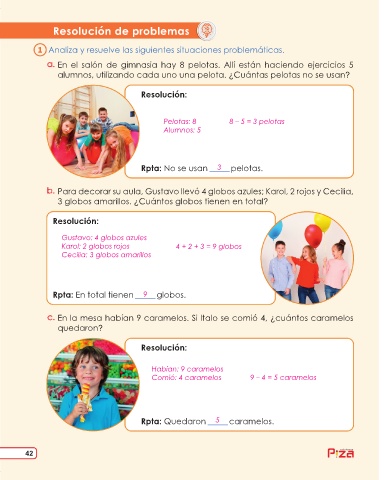 Resolución de problemas
1 Analiza y resuelve las siguientes situaciones problemáticas.
a. En el salón de gimnasia hay 8 pelotas. Allí están haciendo ejercicios 5
alumnos, utilizando cada uno una pelota. ¿Cuántas pelotas no se usan?
Resolución:
Pelotas: 8 8 – 5 = 3 pelotas
Alumnos: 5
Rpta: No se usan 3 pelotas.
b. Para decorar su aula, Gustavo llevó 4 globos azules; Karol, 2 rojos y Cecilia,
3 globos amarillos. ¿Cuántos globos tienen en total?
Resolución:
Gustavo: 4 globos azules
Karol: 2 globos rojos 4 + 2 + 3 = 9 globos
Cecilia: 3 globos amarillos
Rpta: En total tienen 9 globos.
c. En la mesa habían 9 caramelos. Si Italo se comió 4, ¿cuántos caramelos
quedaron?
Resolución:
Habían: 9 caramelos
Comió: 4 caramelos 9 – 4 = 5 caramelos
Rpta: Quedaron 5 caramelos.
42